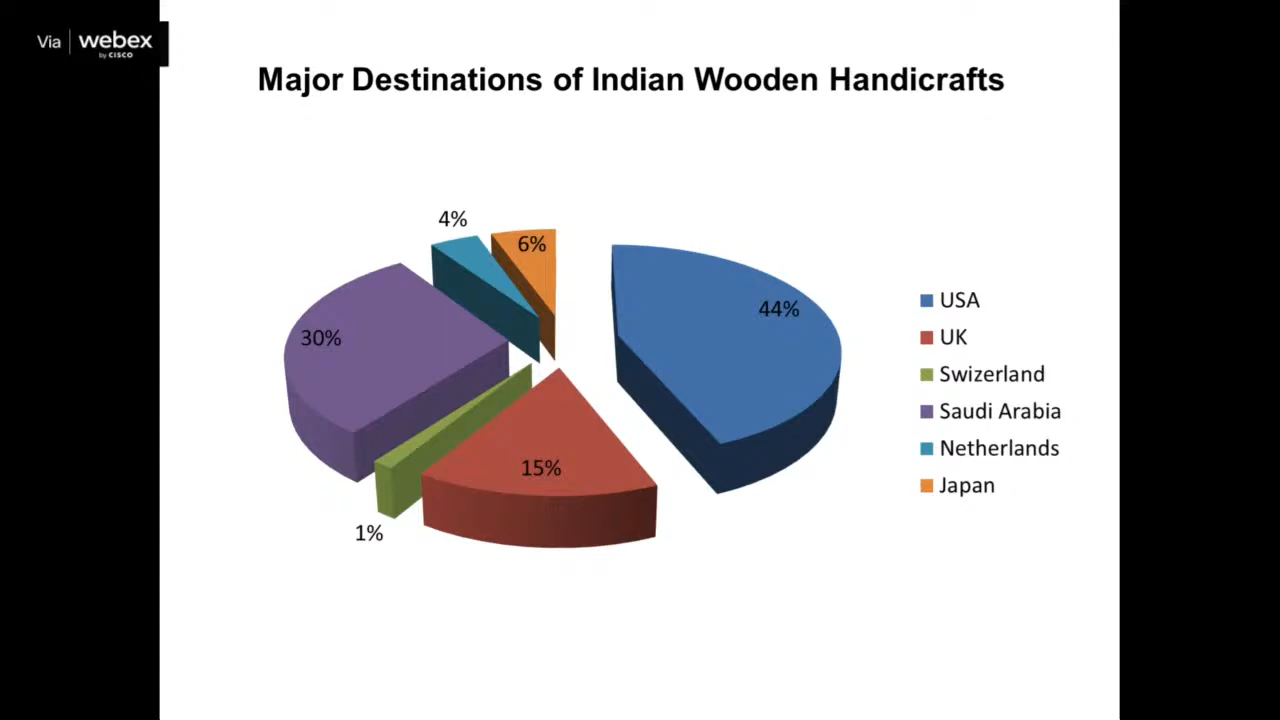 Via webex
by CISCO
Major Destinations of Indian Wooden Handicrafts
4%
6%
44%
30%
15%
1%
USA
UK
Swizerland
Saudi Arabia
Netherlands
Japan